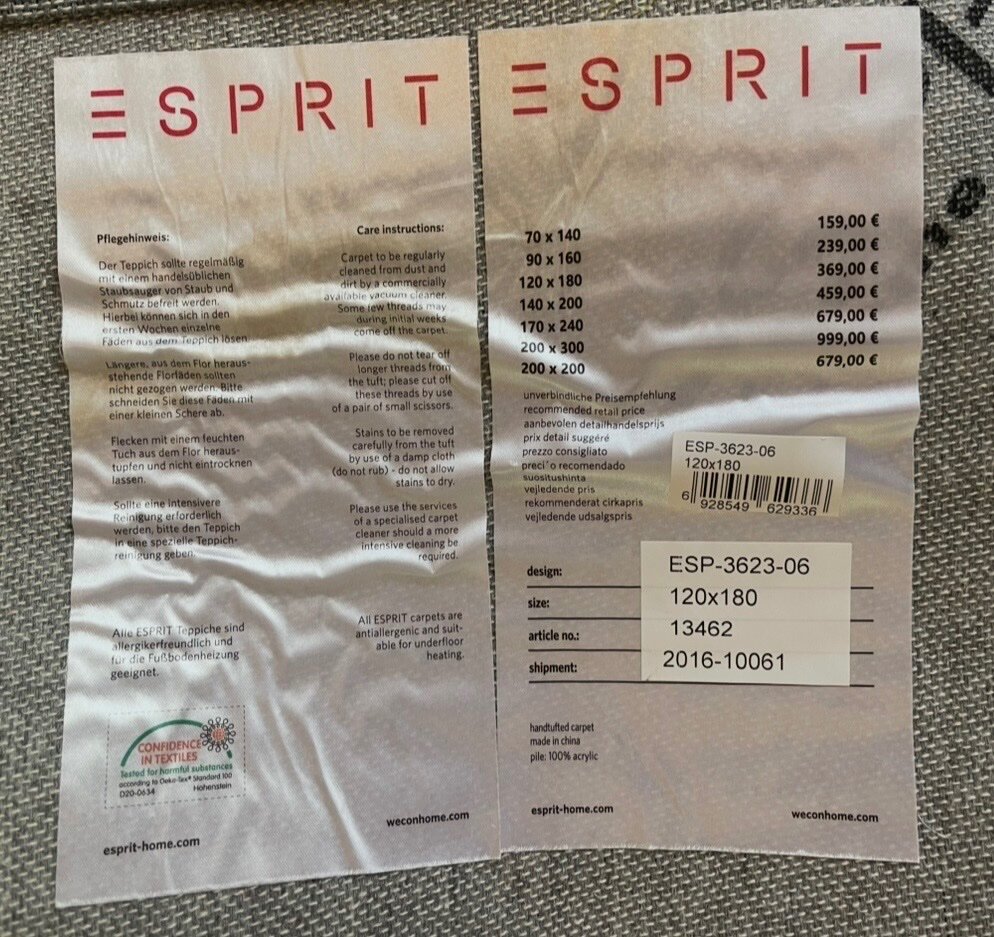 ESPRIT
Pflegehinweis:
Der Teppich sollte regelmäßig
mit einem handelsüblichen
Staubsauger von Staub und
Schmutz befreit werden.
Hierbei können sich in den
ersten Wochen einzelne
Fäden aus dem Teppich lösen.
Längere, aus dem Flor heraus-
stehende Florfäden sollten
nicht gezogen werden. Bitte
schneiden Sie diese Fäden mit
einer kleinen Schere ab.
Flecken mit einem feuchten
Tuch aus dem Flor heraus-
tupfen und nicht eintrocknen
lassen.
Sollte eine intensivere
Reinigung erforderlich
werden, bitte den Teppich
in eine spezielle Teppich-
reinigung geben.
Alle ESPRIT Teppiche sind
allergikerfreundlich und
für die Fußbodenheizung
geeignet.
CONFIDENCE
IN TEXTILES
Tested for harmful substances
according to Oeko-Tex® Standard 100
D20-0634 Hohenstein
esprit-home.com
Care instructions:
Carpet to be regularly
cleaned from dust and
dirt by a commercially
available vacuum cleaner.
Some few threads may
during initial weeks
come off the carpet.
Please do not tear off
longer threads from
the tuft; please cut off
these threads by use
of a pair of small scissors.
Stains to be removed
carefully from the tuft
by use of a damp cloth
(do not rub) - do not allow
stains to dry.
Please use the services
of a specialised carpet
cleaner should a more
intensive cleaning be
required.
All ESPRIT carpets are
antiallergenic and suit-
able for underfloor
heating.
weconhome.com
ESPRIT
70 x 140 159,00 €
90 x 160 239,00 €
120 x 180 369,00 €
140 x 200 459,00 €
170 x 240 679,00 €
200 x 300 999,00 €
200 x 200 679,00 €
unverbindliche Preisempfehlung
recommended retail price
aanbevolen detailhandelsprijs
prix detail suggéré
prezzo consigliato
preci´o recomendado
suositushinta
vejledende pris
rekommenderat cirkapris
vejledende udsalgspris
ESP-3623-06
120x180
6 928549 629336
design: ESP-3623-06
size: 120x180
article no.: 13462
shipment: 2016-10061
handtufted carpet
made in china
pile: 100% acrylic
esprit-home.com
weconhome.com